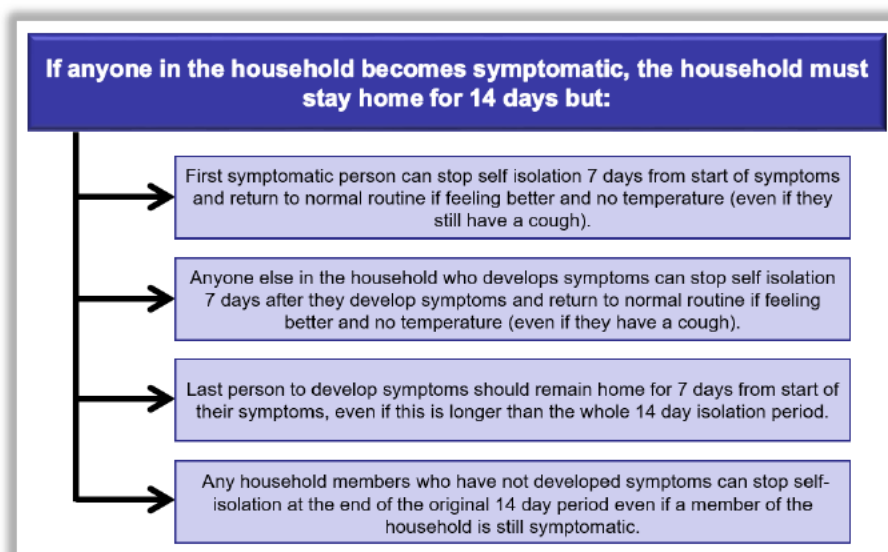 If anyone in the household becomes symptomatic, the household must
stay home for 14 days but:
First symptomatic person can stop self isolation 7 days from start of symptoms
and return to normal routine if feeling better and no temperature (even if they
still have a cough).
Anyone else in the household who develops symptoms can stop self isolation
7 days after they develop symptoms and return to normal routine if feeling
better and no temperature (even if they have a cough).
Last person to develop symptoms should remain home for 7 days from start of
their symptoms, even if this is longer than the whole 14 day isolation period.
Any household members who have not developed symptoms can stop self-
isolation at the end of the original 14 day period even if a member of the
household is still symptomatic.